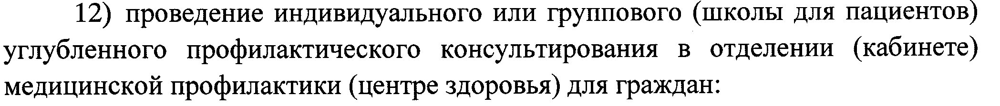 12) проведение индивидуального или группового (школы для пациентов)
углубленного профилактического консультирования в отделении (кабинете)
медицинской профилактики (центре здоровья) для граждан: